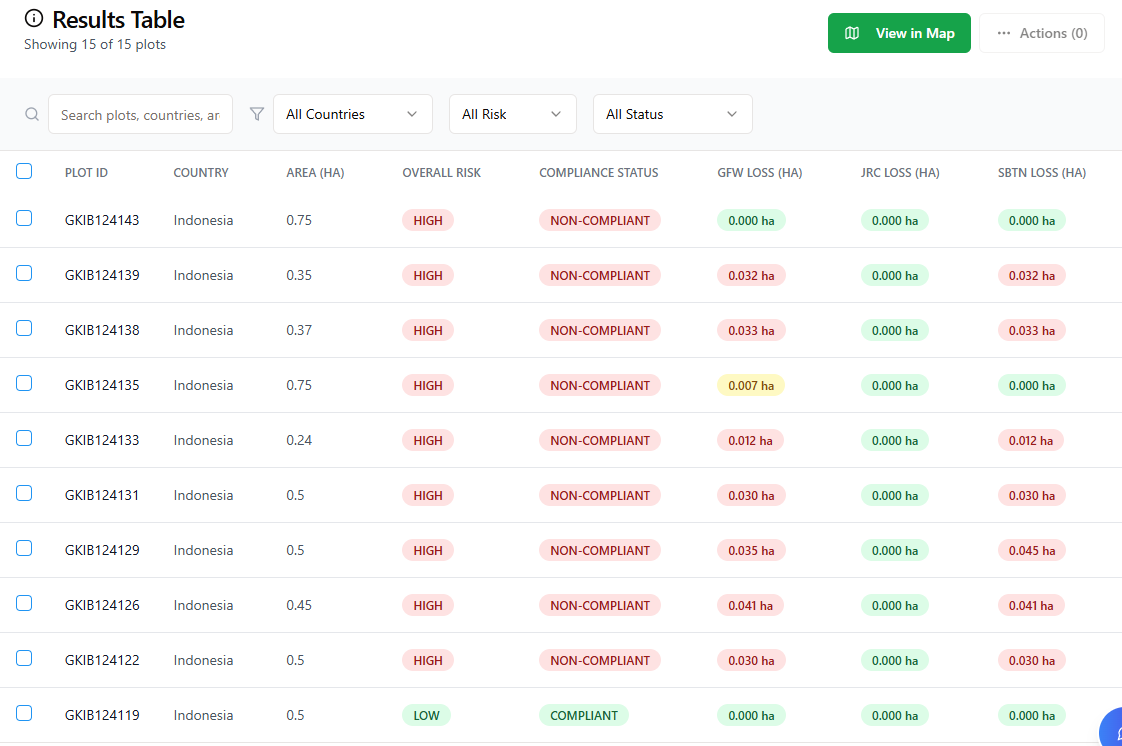 Results Table
Showing 15 of 15 plots
View in Map
Actions (0)
Search plots, countries, ar
All Countries
All Risk
All Status
PLOT ID COUNTRY AREA (HA) OVERALL RISK COMPLIANCE STATUS GFW LOSS (HA) JRC LOSS (HA) SBTN LOSS (HA)
GKIB124143 Indonesia 0.75 HIGH NON-COMPLIANT 0.000 ha 0.000 ha 0.000 ha
GKIB124139 Indonesia 0.35 HIGH NON-COMPLIANT 0.032 ha 0.000 ha 0.032 ha
GKIB124138 Indonesia 0.37 HIGH NON-COMPLIANT 0.033 ha 0.000 ha 0.033 ha
GKIB124135 Indonesia 0.75 HIGH NON-COMPLIANT 0.007 ha 0.000 ha 0.000 ha
GKIB124133 Indonesia 0.24 HIGH NON-COMPLIANT 0.012 ha 0.000 ha 0.012 ha
GKIB124131 Indonesia 0.5 HIGH NON-COMPLIANT 0.030 ha 0.000 ha 0.030 ha
GKIB124129 Indonesia 0.5 HIGH NON-COMPLIANT 0.035 ha 0.000 ha 0.045 ha
GKIB124126 Indonesia 0.45 HIGH NON-COMPLIANT 0.041 ha 0.000 ha 0.041 ha
GKIB124122 Indonesia 0.5 HIGH NON-COMPLIANT 0.030 ha 0.000 ha 0.030 ha
GKIB124119 Indonesia 0.5 LOW COMPLIANT 0.000 ha 0.000 ha 0.000 ha